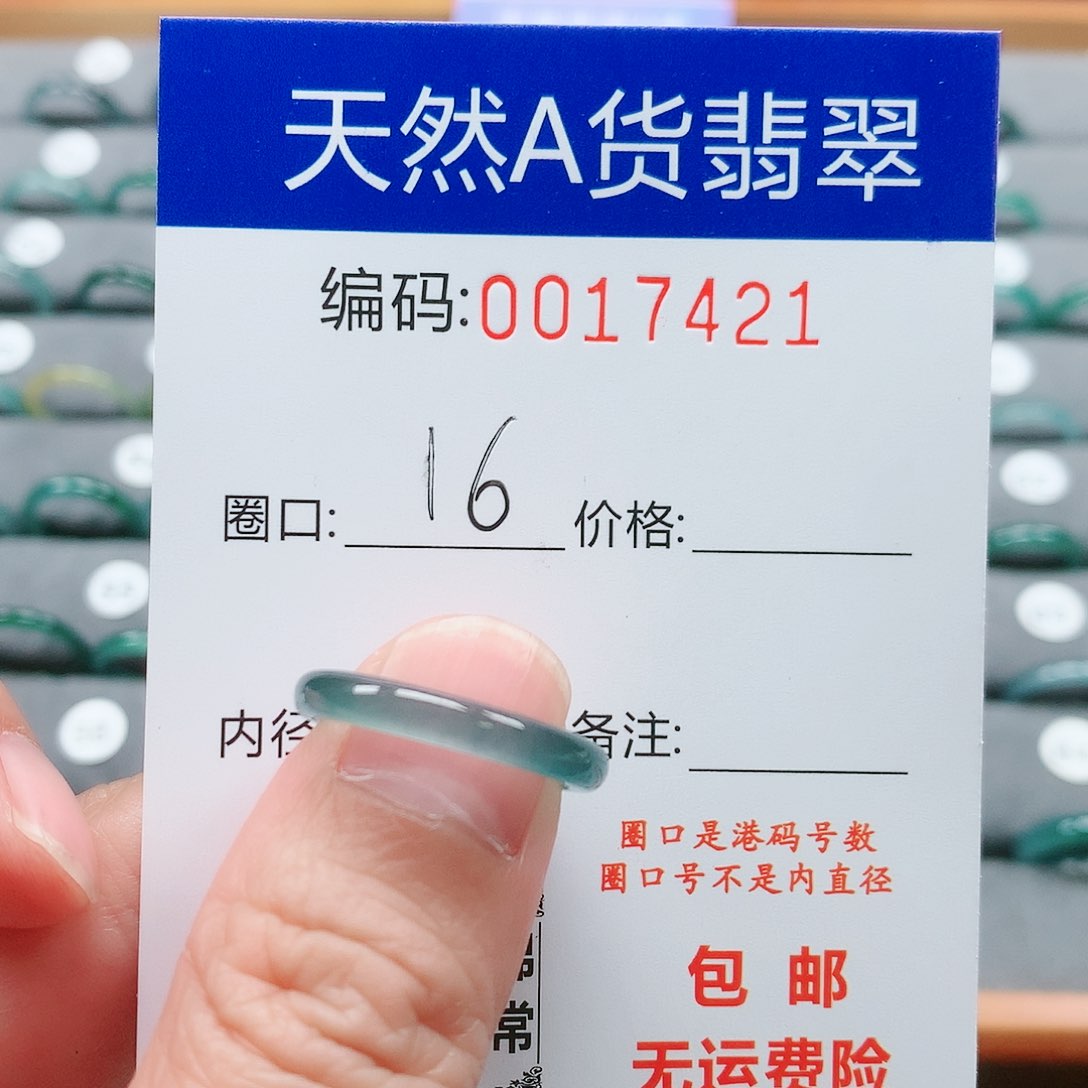 天然A货翡翠
编码:0017421
圈口: 16 价格:
内径 备注:
圈口是港码号数
圈口号不是内直径
常
包 邮
无运费险